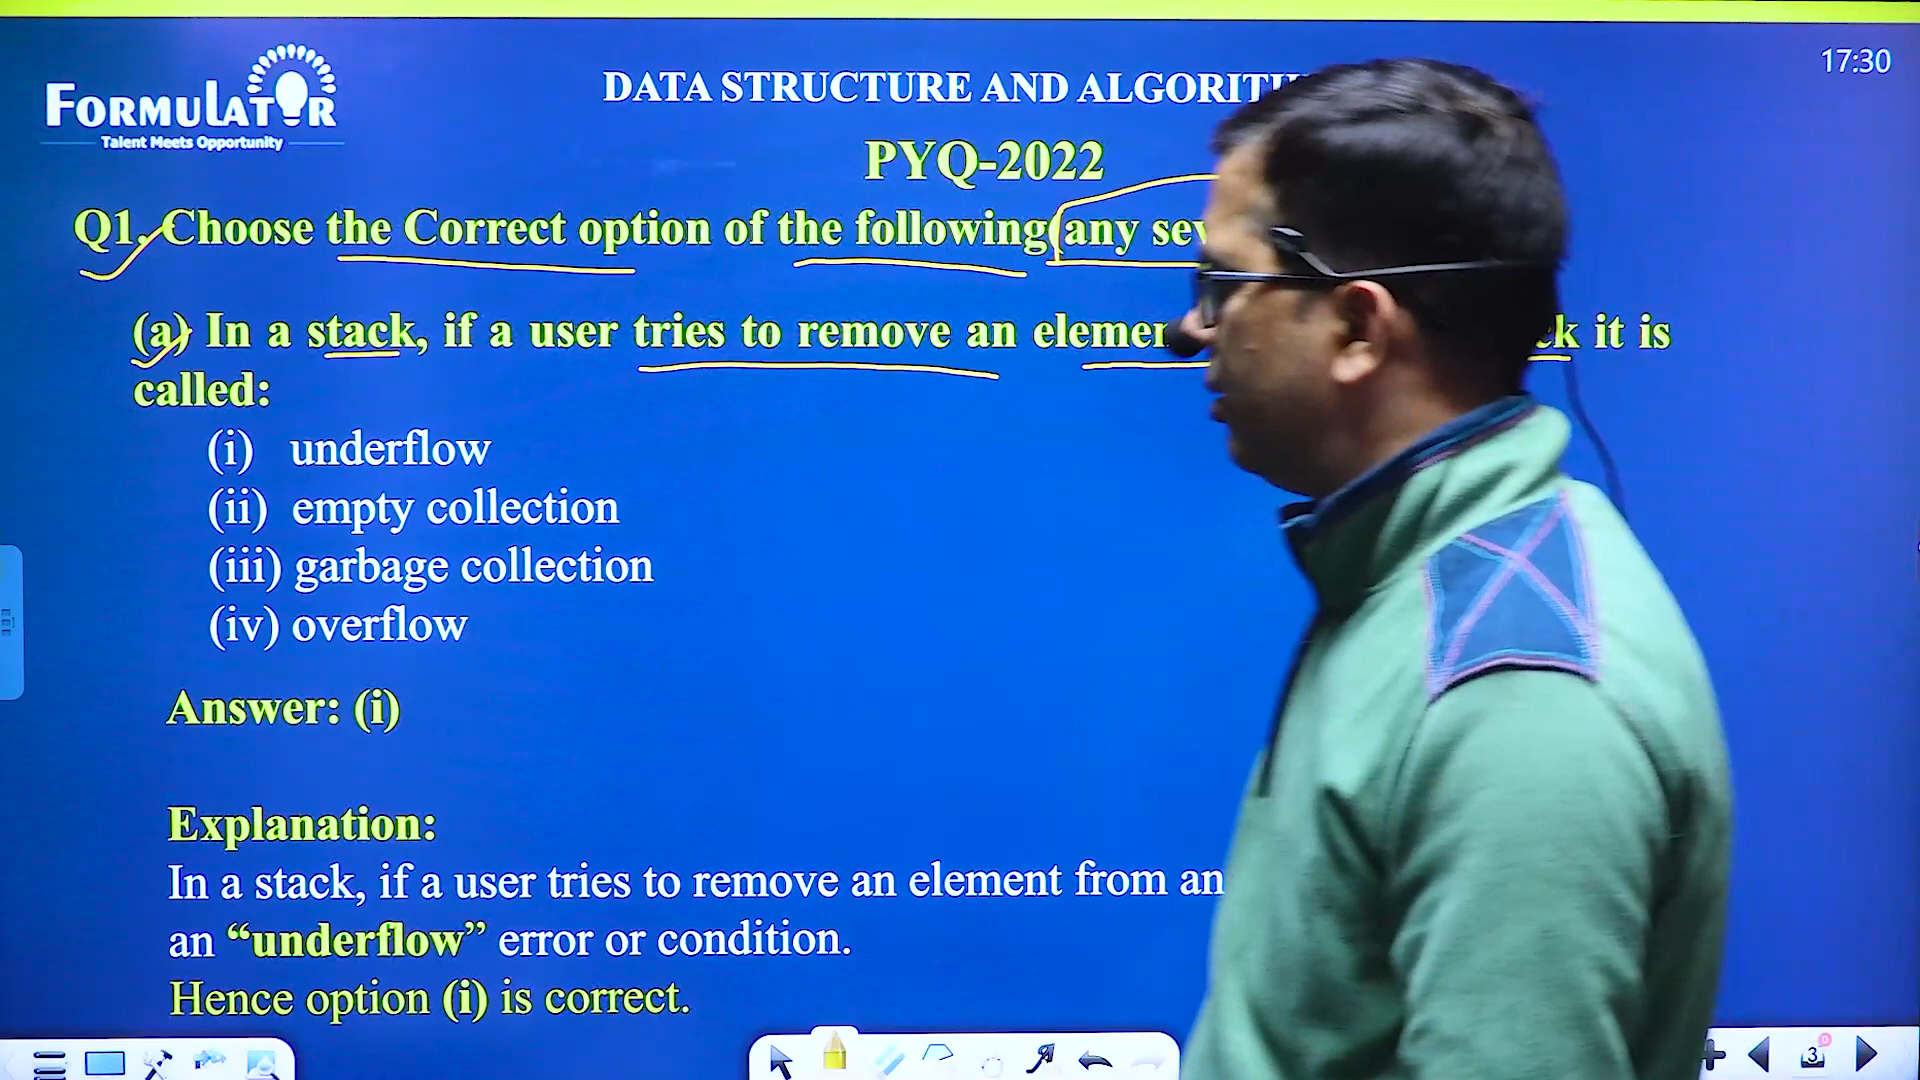 FORMULATOR
Talent Meets Opportunity
17:30
DATA STRUCTURE AND
PYQ-2022
Q1. Choose the Correct option of the following (any
(a) In a stack, if a user tries to remove an it is
called:
(i) underflow
(ii) empty collection
(iii) garbage collection
(iv) overflow
Answer: (i)
Explanation:
In a stack, if a user tries to remove an element from an
an “underflow” error or condition.
Hence option (i) is correct.
3
0